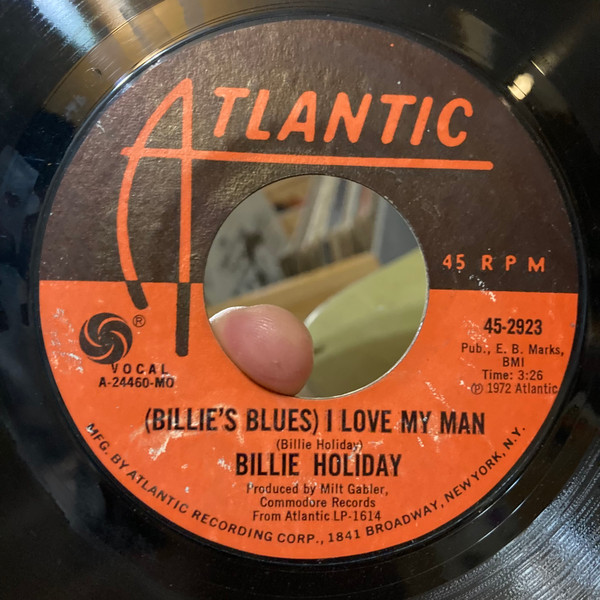 ATLANTIC
45 RPM
®
45-2923
Pub., E. B. Marks,
BMI
Time: 3:26
℗ 1972 Atlantic
VOCAL
A-24460-MO
(BILLIE'S BLUES) I LOVE MY MAN
(Billie Holiday)
BILLIE HOLIDAY
Produced by Milt Gabler,
Commodore Records
From Atlantic LP-1614
MFG. BY ATLANTIC RECORDING CORP., 1841 BROADWAY, NEW YORK, N.Y.